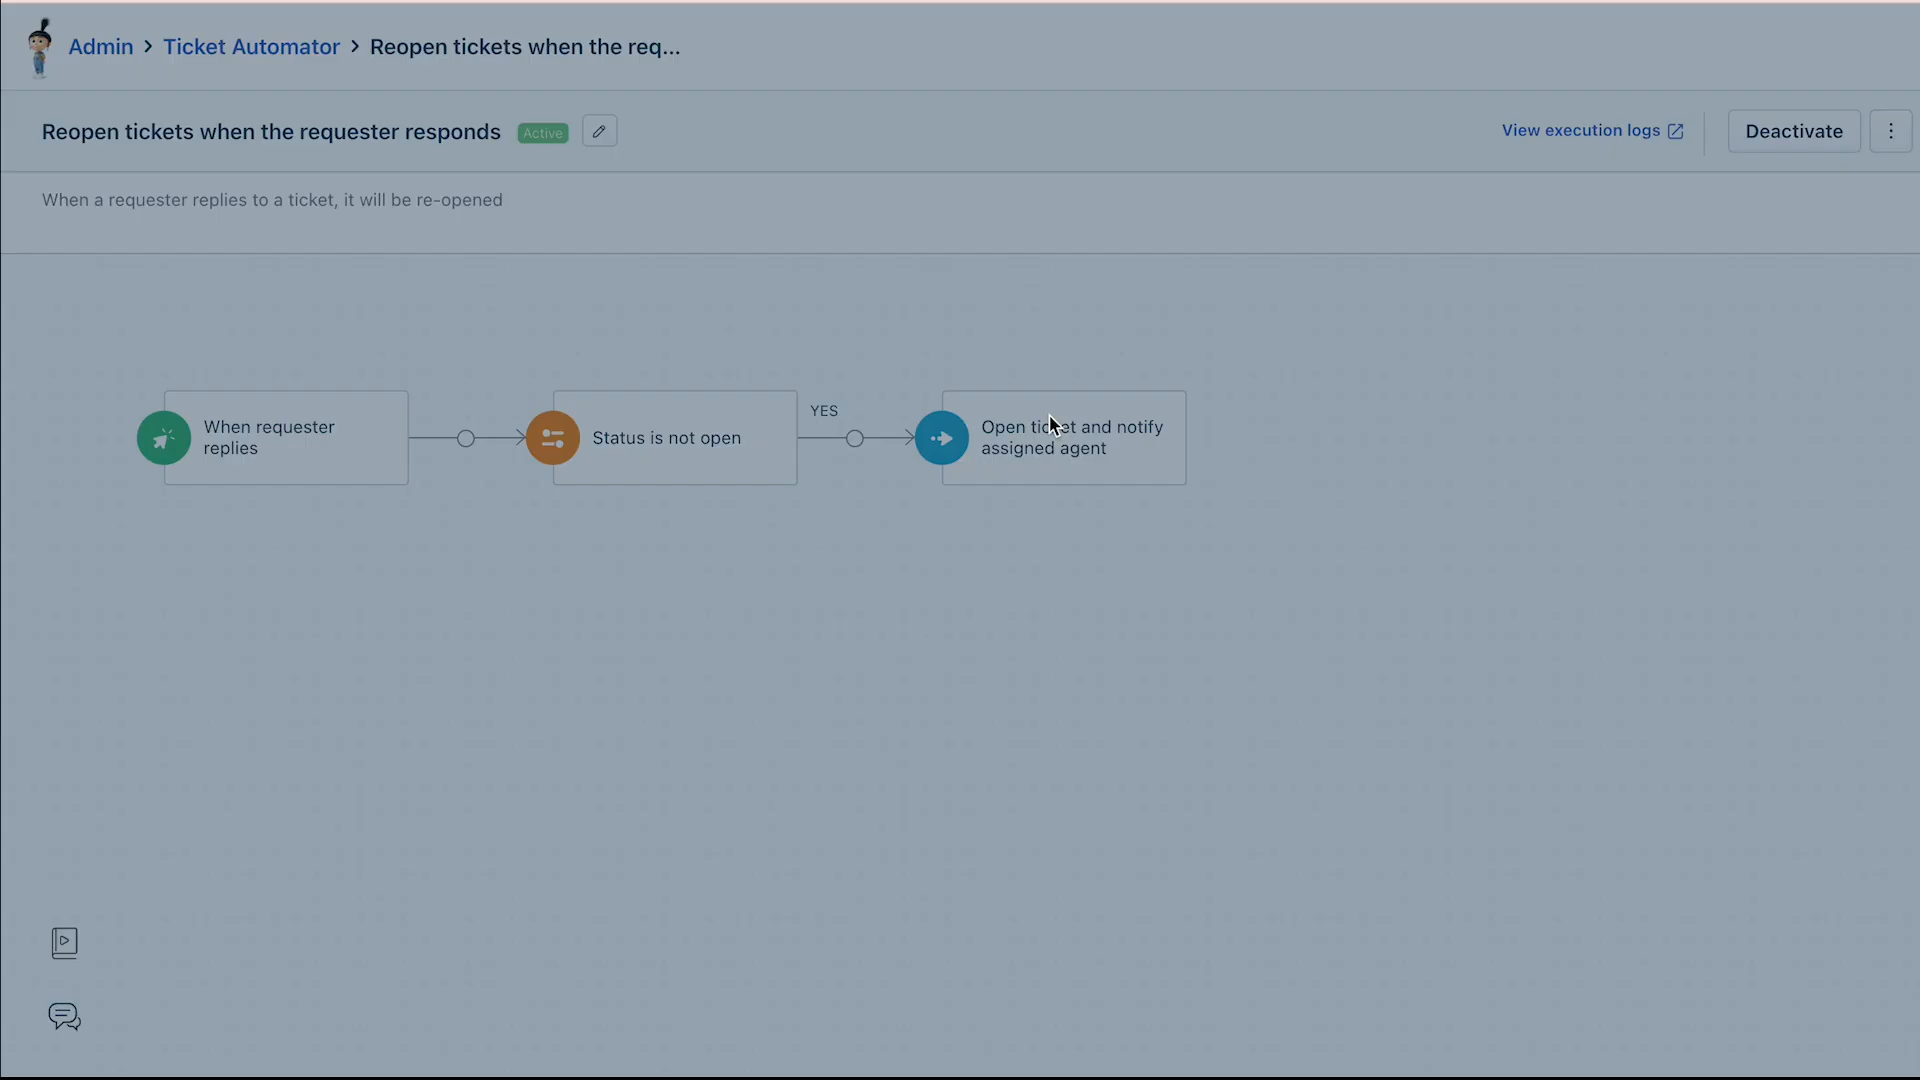 Admin > Ticket Automator > Reopen tickets when the req...
Reopen tickets when the requester responds Active
View execution logs
Deactivate
When a requester replies to a ticket, it will be re-opened
When requester
replies
Status is not open
YES
Open ticket and notify
assigned agent